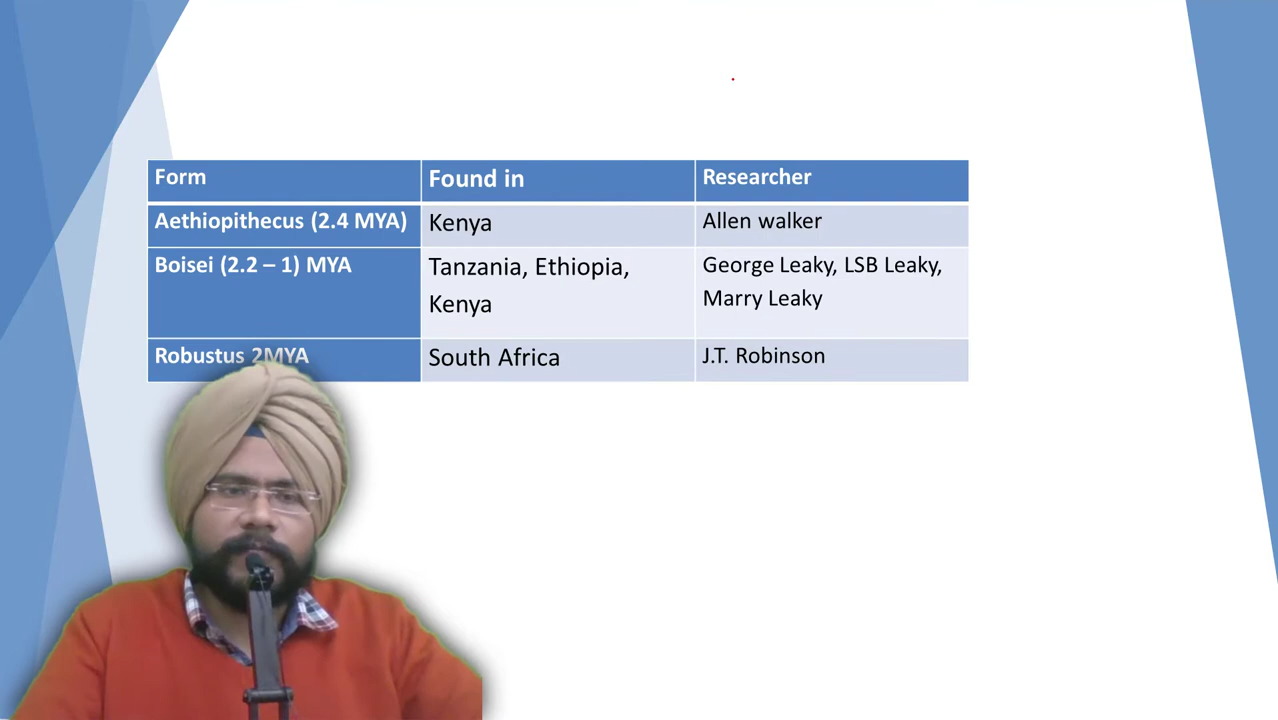 Form Found in Researcher
Aethiopithecus (2.4 MYA) Kenya Allen walker
Boisei (2.2 – 1) MYA Tanzania, Ethiopia, George Leaky, LSB Leaky,
Kenya Marry Leaky
Robustus 2MYA South Africa J.T. Robinson